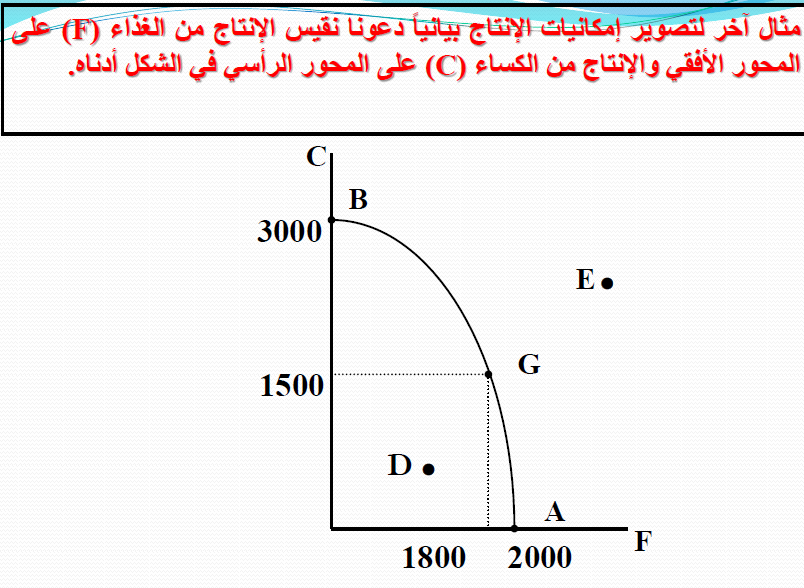 مثال آخر لتصوير إمكانيات الإنتاج بيانياً دعونا نقيس الإنتاج من الغذاء (F) على
المحور الأفقي والإنتاج من الكساء (C) على المحور الرأسي في الشكل أدناه.
C
B
3000
E
G
1500
D
A
F
1800 2000